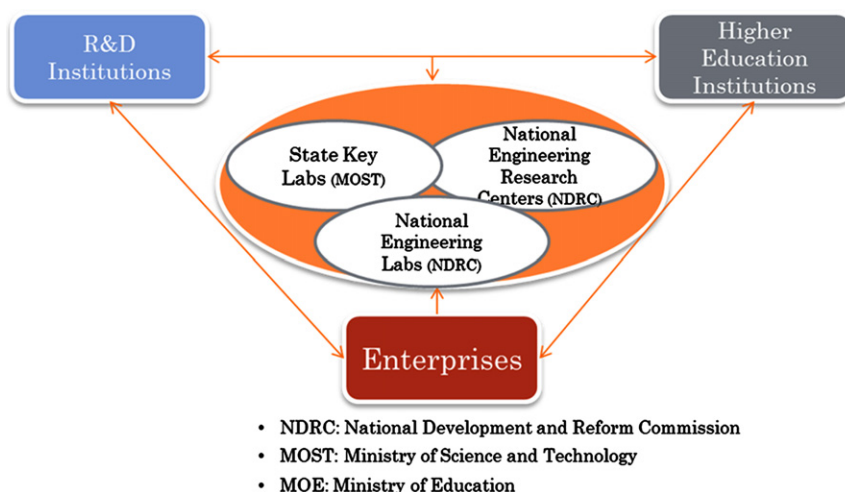 R&D
Institutions
Higher
Education
Institutions
State Key
Labs (MOST)
National
Engineering
Research
Centers (NDRC)
National
Engineering
Labs (NDRC)
Enterprises
• NDRC: National Development and Reform Commission
• MOST: Ministry of Science and Technology
• MOE: Ministry of Education